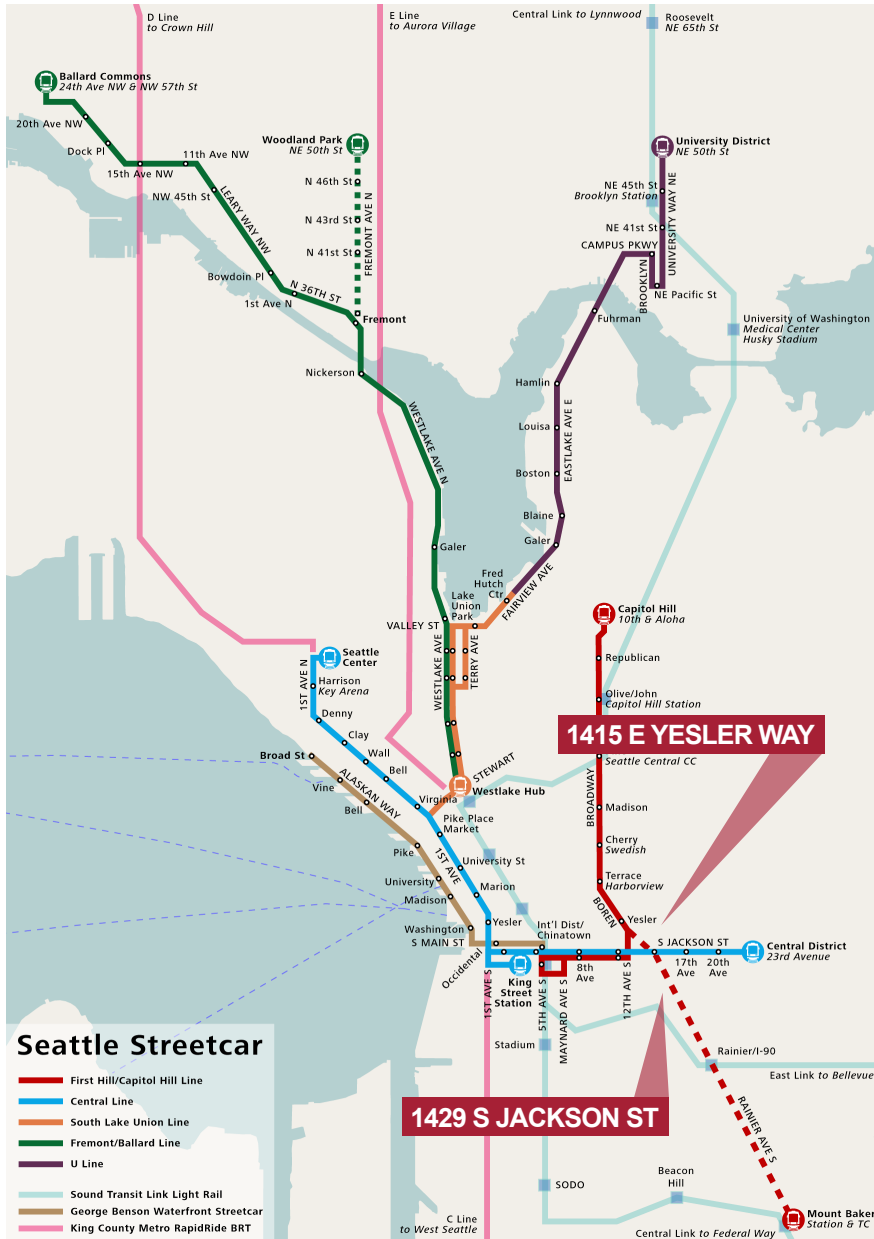 D Line
to Crown Hill
E Line
to Aurora Village
Central Link to Lynnwood
Roosevelt
NE 65th St
Ballard Commons
24th Ave NW & NW 57th St
20th Ave NW
Dock Pl
15th Ave NW
11th Ave NW
NW 45th St
LEARY WAY NW
Bowdoin Pl
1st Ave N
N 36TH ST
Woodland Park
NE 50th St
N 46th St
N 43rd St
N 41st St
FREMONT AVE N
Fremont
Nickerson
WESTLAKE AVE N
Galer
University District
NE 50th St
NE 45th St
Brooklyn Station
NE 41st St
UNIVERSITY WAY NE
CAMPUS PKWY
BROOKLYN
NE Pacific St
Fuhrman
University of Washington
Medical Center
Husky Stadium
Hamlin
Louisa
Boston
EASTLAKE AVE E
Blaine
Galer
Fred
Hutch
Ctr
FAIRVIEW AVE
Lake
Union
Park
VALLEY ST
WESTLAKE AVE
TERRY AVE
Capitol Hill
10th & Aloha
Republican
Olive/John
Capitol Hill Station
1415 E YESLER WAY
Seattle Central CC
BROADWAY
Madison
Cherry
Swedish
Terrace
Harborview
BOREN
Yesler
Seattle
Center
1ST AVE N
Harrison
Key Arena
Denny
Clay
Wall
Bell
Virginia
STEWART
Westlake Hub
Broad St
Vine
Bell
ALASKAN WAY
Pike Place
Market
1ST AVE
University St
Marion
Yesler
Pike
University
Madison
Washington
S MAIN ST
Occidental
Int'l Dist/
Chinatown
S JACKSON ST
Central District
23rd Avenue
17th
Ave
20th
Ave
8th
Ave
King
Street
Station
1ST AVE S
5TH AVE S
MAYNARD AVE S
12TH AVE S
Stadium
1429 S JACKSON ST
Rainier/I-90
East Link to Bellevue
RAINIER AVE S
SODO
Beacon
Hill
Mount Baker
Station & TC
Central Link to Federal Way
C Line
to West Seattle
Seattle Streetcar
First Hill/Capitol Hill Line
Central Line
South Lake Union Line
Fremont/Ballard Line
U Line
Sound Transit Link Light Rail
George Benson Waterfront Streetcar
King County Metro RapidRide BRT